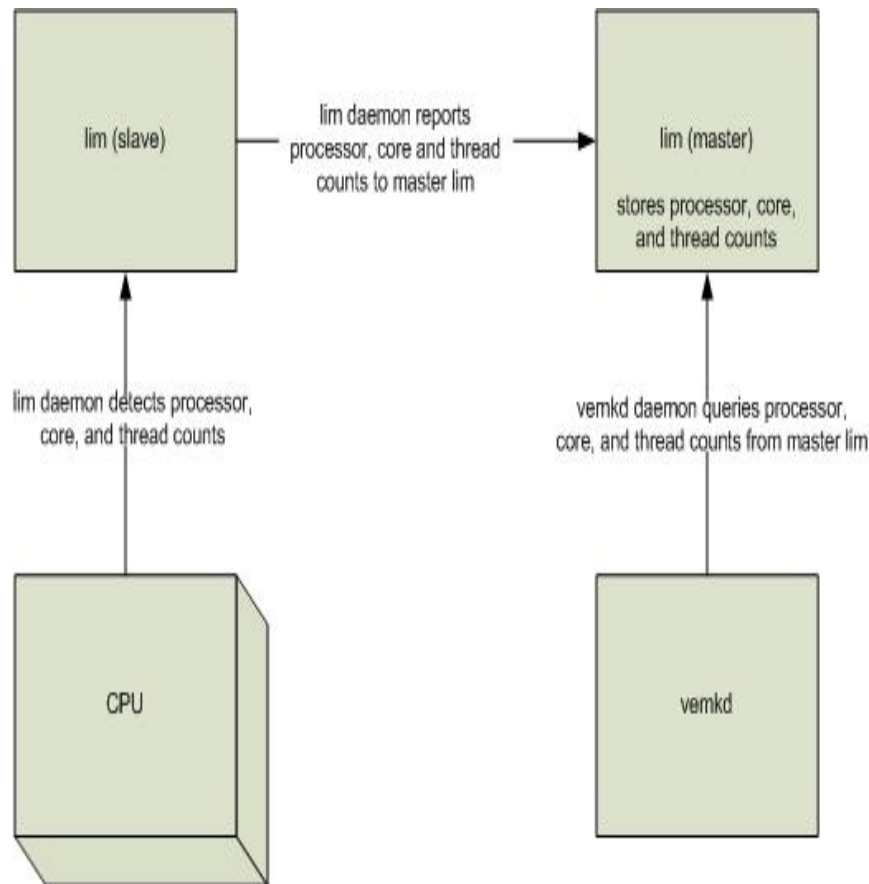 lim (slave)
lim daemon reports
processor, core and thread
counts to master lim
lim (master)
stores processor, core,
and thread counts
lim daemon detects processor,
core, and thread counts
vemkd daemon queries processor,
core, and thread counts from master lim
CPU
vemkd